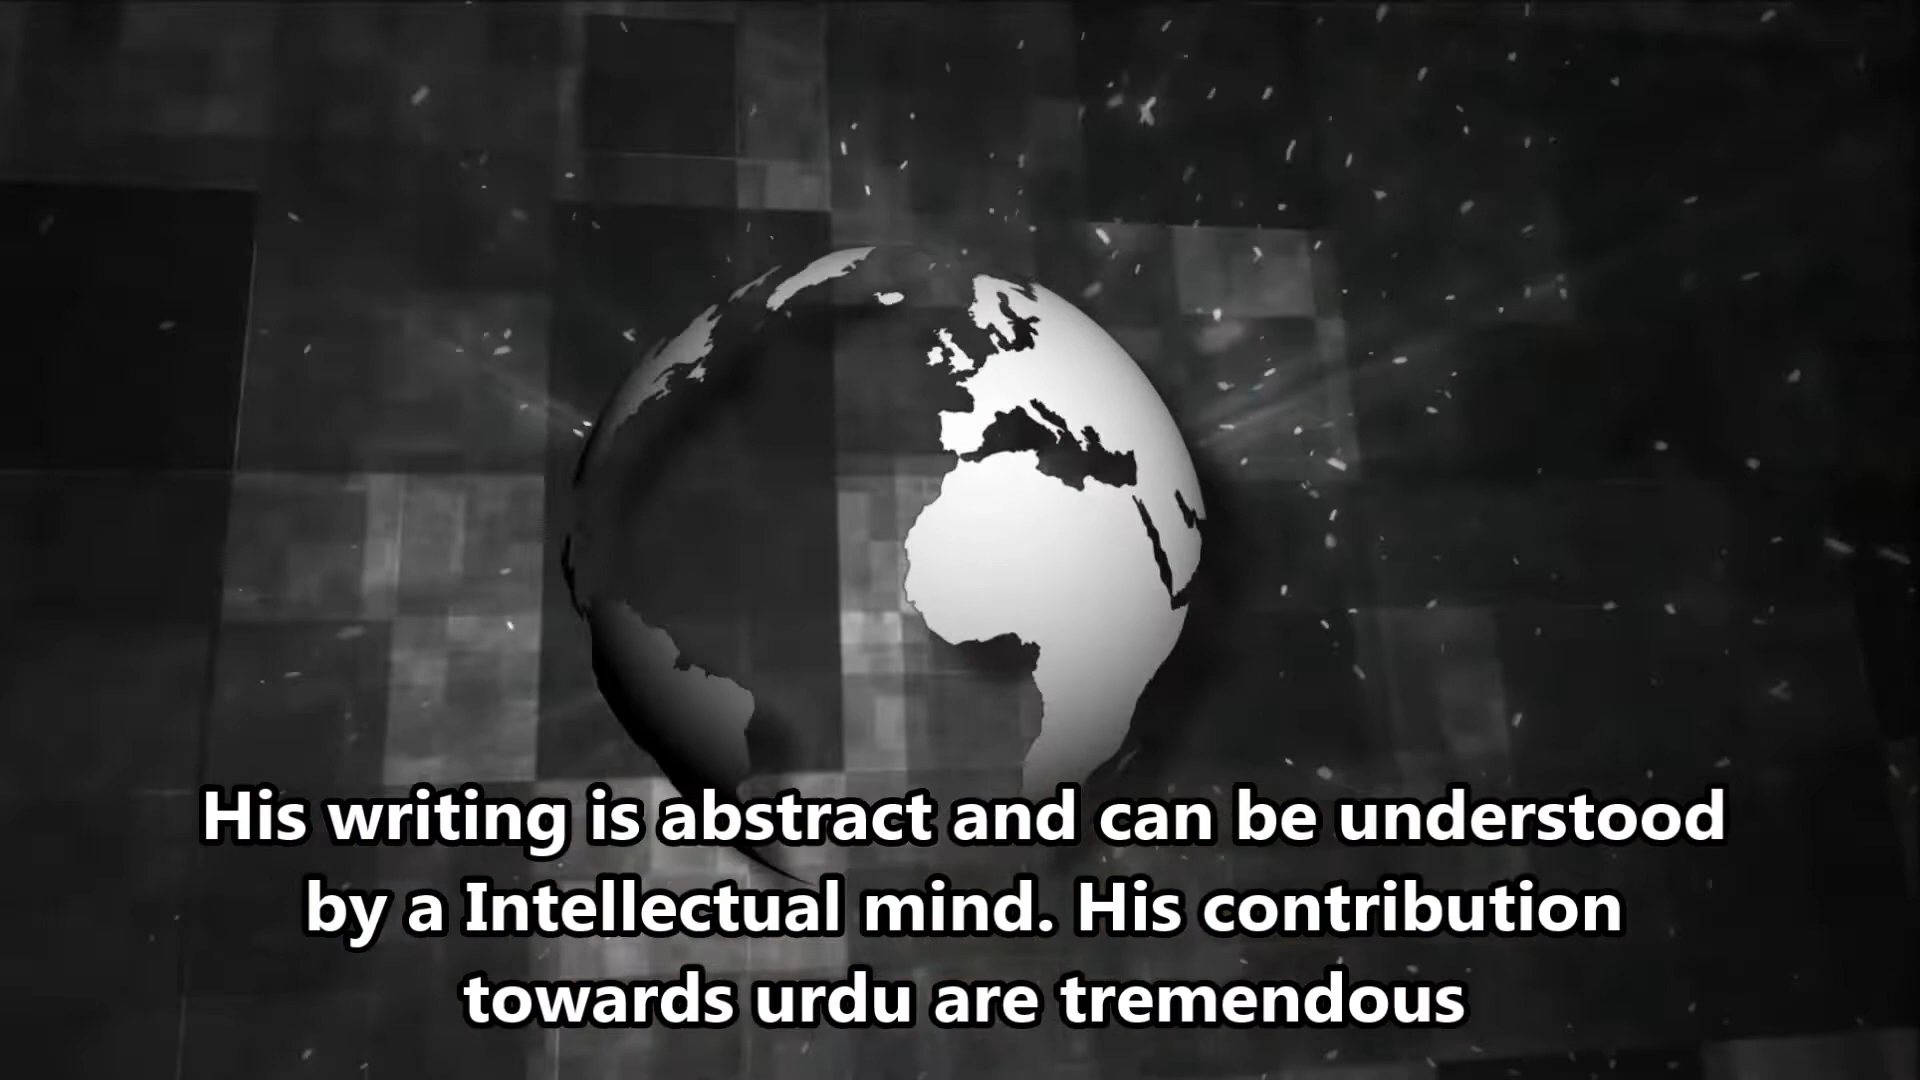 His writing is abstract and can be understood
by a Intellectual mind. His contribution
towards urdu are tremendous